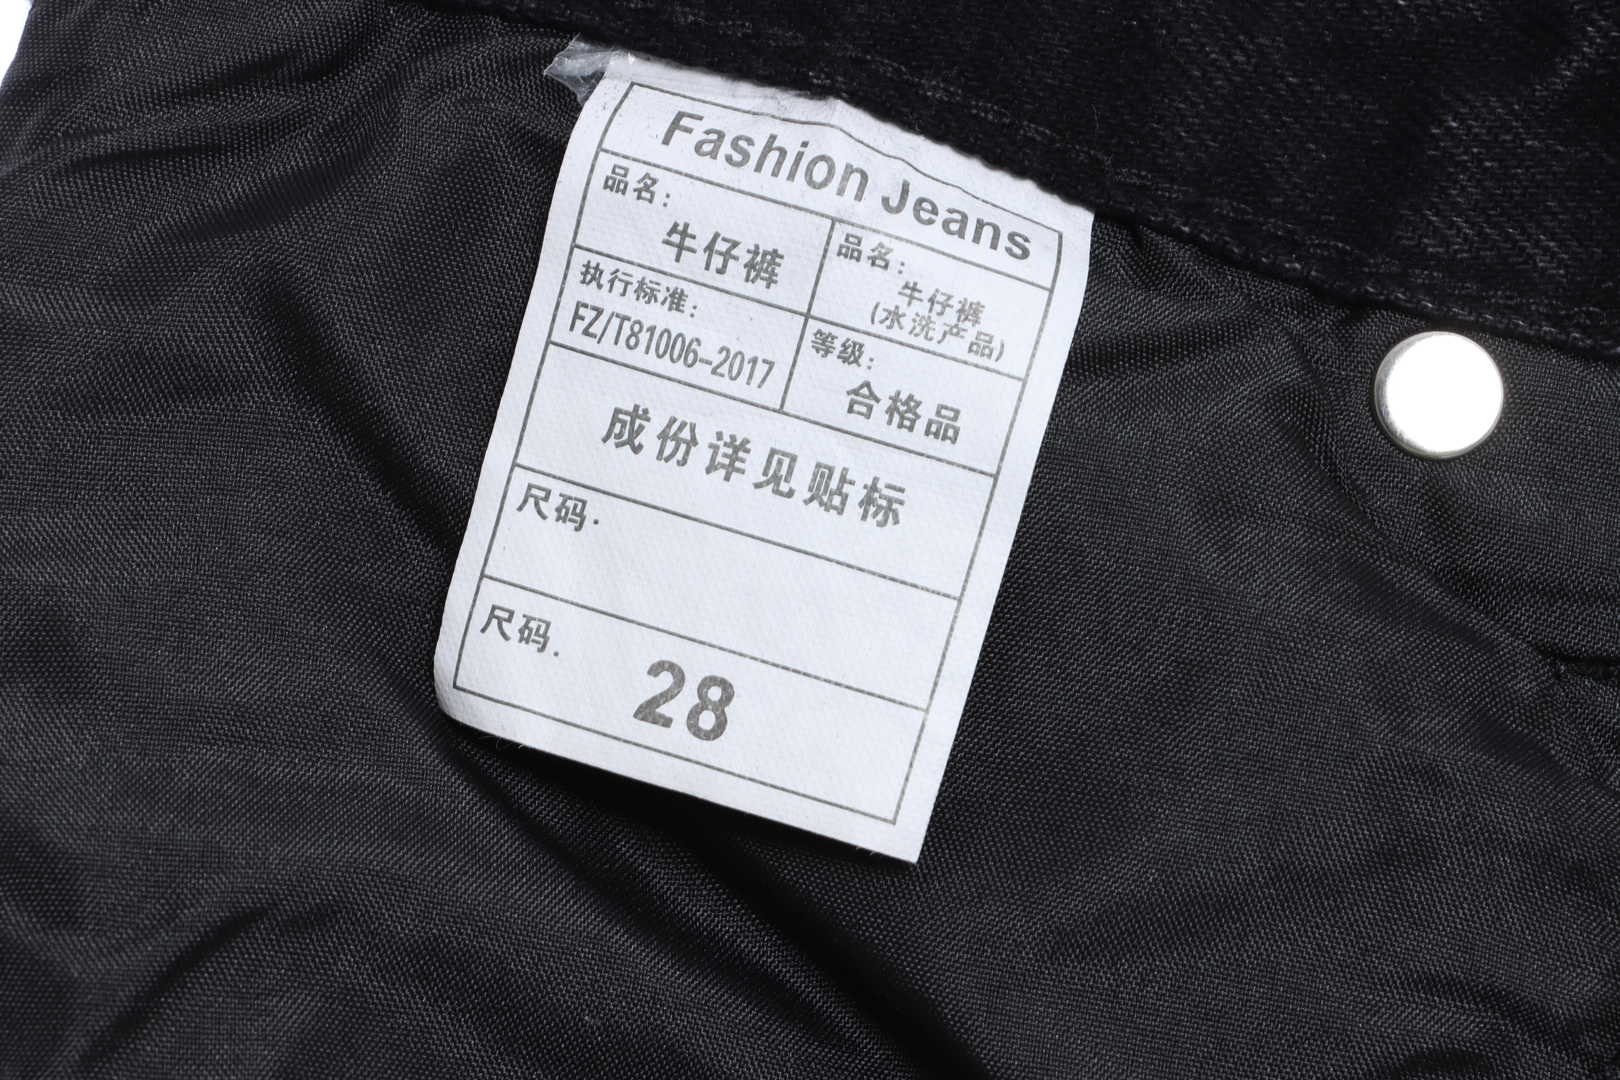 Fashion Jeans
品名:
牛仔裤
品名:
牛仔裤
(水洗产品)
执行标准:
FZ/T81006-2017
等级:
合格品
成份详见贴标
尺码.
尺码.
28